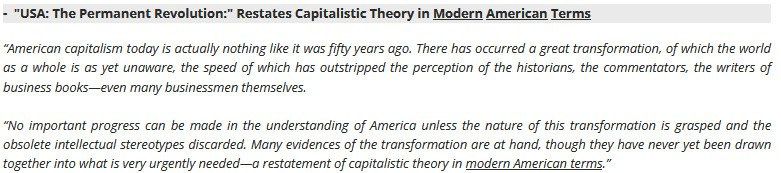 - "USA: The Permanent Revolution:" Restates Capitalistic Theory in Modern American Terms
“American capitalism today is actually nothing like it was fifty years ago. There has occurred a great transformation, of which the world
as a whole is as yet unaware, the speed of which has outstripped the perception of the historians, the commentators, the writers of
business books—even many businessmen themselves.
“No important progress can be made in the understanding of America unless the nature of this transformation is grasped and the
obsolete intellectual stereotypes discarded. Many evidences of the transformation are at hand, though they have never yet been drawn
together into what is very urgently needed—a restatement of capitalistic theory in modern American terms.”